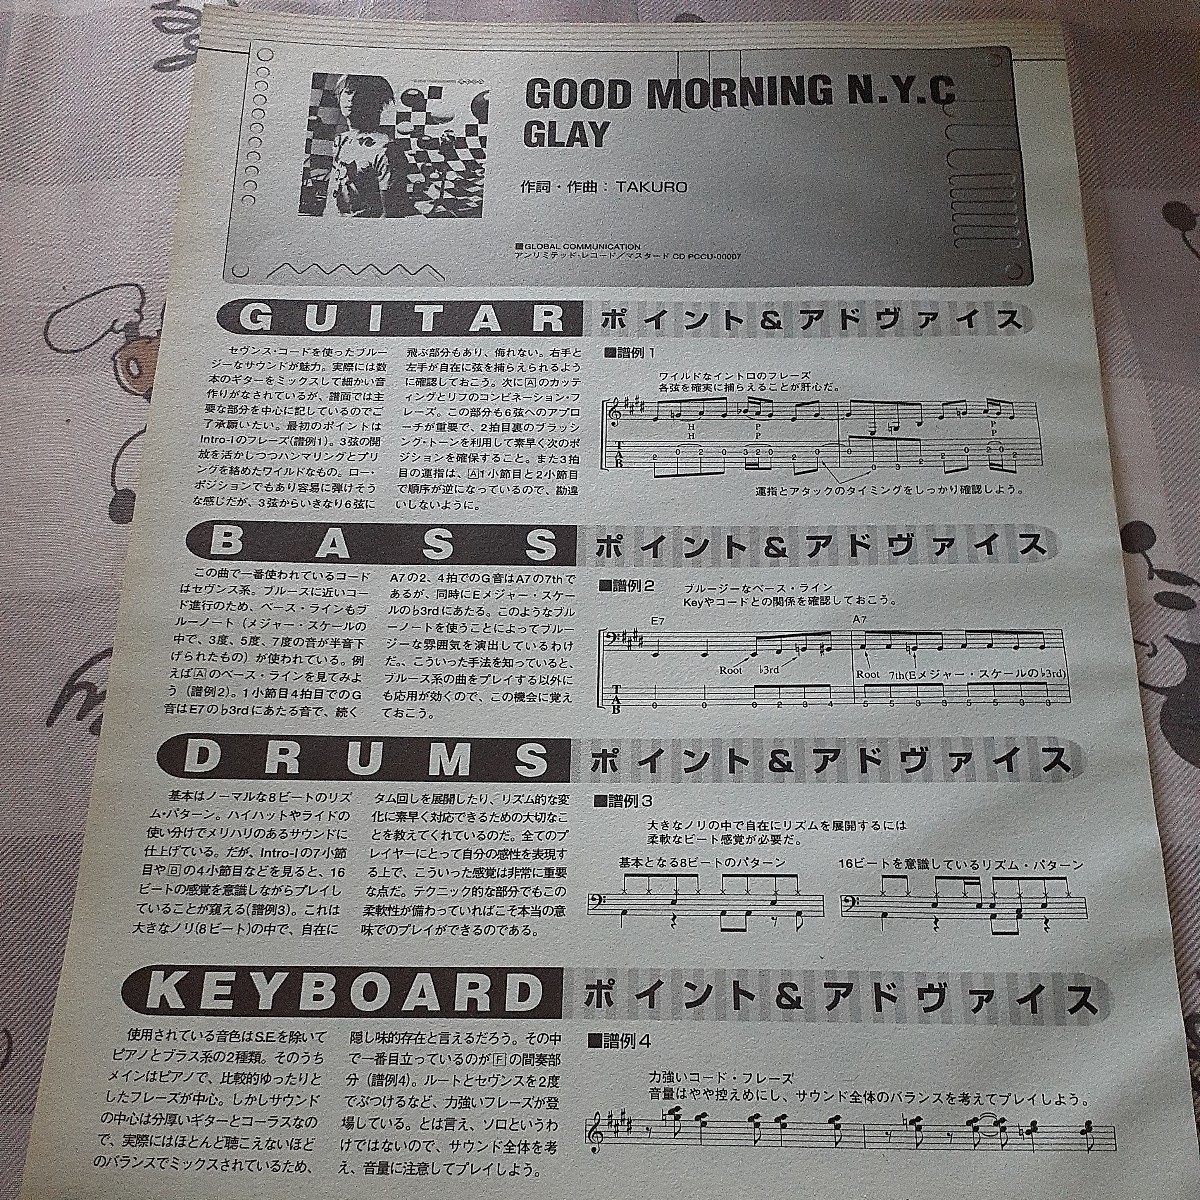 GOOD MORNING N.Y.C
GLAY
作詞・作曲：TAKURO
■GLOBAL COMMUNICATION
アンリミテッド・レコード／マスタード CD PCCU-00007
GUITAR ポイント&アドヴァイス
セヴンス・コードを使ったブルー
ジーなサウンドが魅力。実際には数
本のギターをミックスして細かい音
作りがなされているが、譜面では主
要な部分を中心に記しているのでご
了承願いたい。最初のポイントは
Intro-Iのフレーズ(譜例1)。3弦の開
放を活かしつつハンマリングとプリ
ングを絡めたワイルドなもの。ロー・
ポジションでもあり容易に弾けそう
な感じだが、3弦からいきなり6弦に
飛ぶ部分もあり、侮れない。右手と
左手が自在に弦を捕らえられるよう
に確認しておこう。次にAのカッテ
ィングとリフのコンビネーション・フ
レーズ。この部分も6弦へのアプロ
ーチが重要で、2拍目裏のブラッシ
ング・トーンを利用して素早く次のポ
ジションを確保すること。また3拍
目の運指は、A1小節目と2小節目
で順序が逆になっているので、勘違
いしないように。
■譜例1
ワイルドなイントロのフレーズ
各弦を確実に捕らえることが肝心だ。
運指とアタックのタイミングをしっかり確認しよう。
BASS ポイント&アドヴァイス
この曲で一番使われているコード
はセヴンス系。ブルースに近いコー
ド進行のため、ベース・ラインもブ
ルーノート（メジャー・スケールの
中で、3度、5度、7度の音が半音下
げられたもの）が使われている。例
えばAのベース・ラインを見てみよ
う（譜例2）。1小節目4拍目でのG
音はE7の♭3rdにあたる音で、続く
A7の2、4拍でのG音はA7の7thで
あるが、同時にEメジャー・スケー
ルの♭3rdにあたる。このようなブル
ーノートを使うことによってブルー
ジーな雰囲気を演出しているわけ
だ。こういった手法を知っていると、
ブルース系の曲をプレイする以外に
も応用が効くので、この機会に覚え
ておこう。
■譜例2
ブルージーなベース・ライン
Keyやコードとの関係を確認しておこう。
E7 A7
Root ♭3rd Root 7th(Eメジャー・スケールの♭3rd)
DRUMS ポイント&アドヴァイス
基本はノーマルな8ビートのリズ
ム・パターン。ハイハットやライドの
使い分けでメリハリのあるサウンドに
仕上げている。だが、Intro-Iの7小節
目やBの4小節目などを見ると、16
ビートの感覚を意識しながらプレイし
ていることが窺える(譜例3)。これは
大きなノリ(8ビート)の中で、自在に
タム回しを展開したり、リズム的な変
化に素早く対応できるための大切なこ
とを教えてくれているのだ。全てのプ
レイヤーにとって自分の感性を表現す
る上で、こういった感覚は非常に重要
な点だ。テクニック的な部分でもこの
柔軟性が備わっていればこそ本当の意
味でのプレイができるのである。
■譜例3
大きなノリの中で自在にリズムを展開するには
柔軟なビート感覚が必要だ。
基本となる8ビートのパターン
16ビートを意識しているリズム・パターン
KEYBOARD ポイント&アドヴァイス
使用されている音色はS.E.を除いて
ピアノとブラス系の2種類。そのうち
メインはピアノで、比較的ゆったりと
したフレーズが中心。しかしサウンド
の中心は分厚いギターとコーラスなの
で、実際にはほとんど聴こえないほど
のバランスでミックスされているため、
隠し味的存在と言えるだろう。その中
で一番目立っているのがFの間奏部
分（譜例4）。ルートとセヴンスを2度
でぶつけるなど、力強いフレーズが登
場している。とは言え、ソロというわ
けではないので、サウンド全体を考
え、音量に注意してプレイしよう。
■譜例4
力強いコード・フレーズ
音量はやや控えめにし、サウンド全体のバランスを考えてプレイしよう。